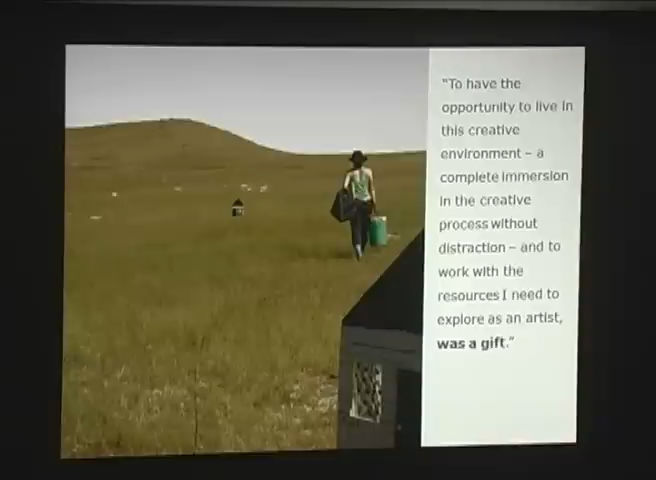 "To have the
opportunity to live in
this creative
environment – a
complete immersion
in the creative
process without
distraction – and to
work with the
resources I need to
explore as an artist,
was a gift."